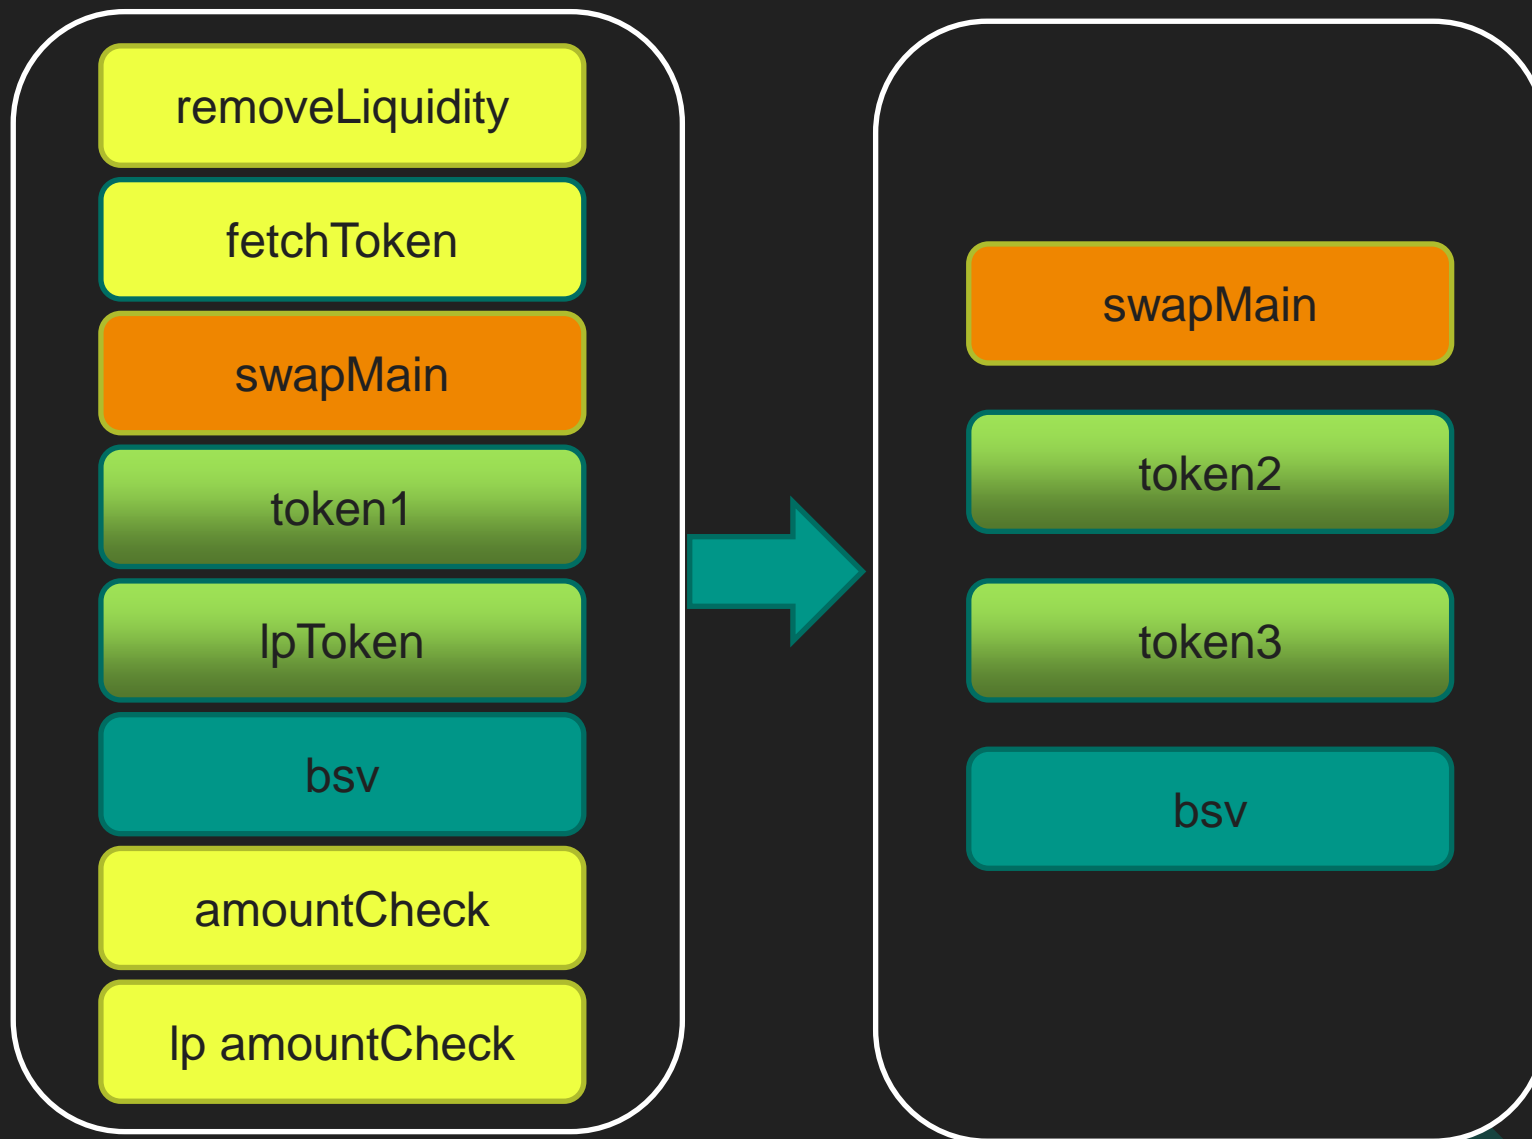 removeLiquidity
fetchToken
swapMain
token1
lpToken
bsv
amountCheck
lp amountCheck
swapMain
token2
token3
bsv